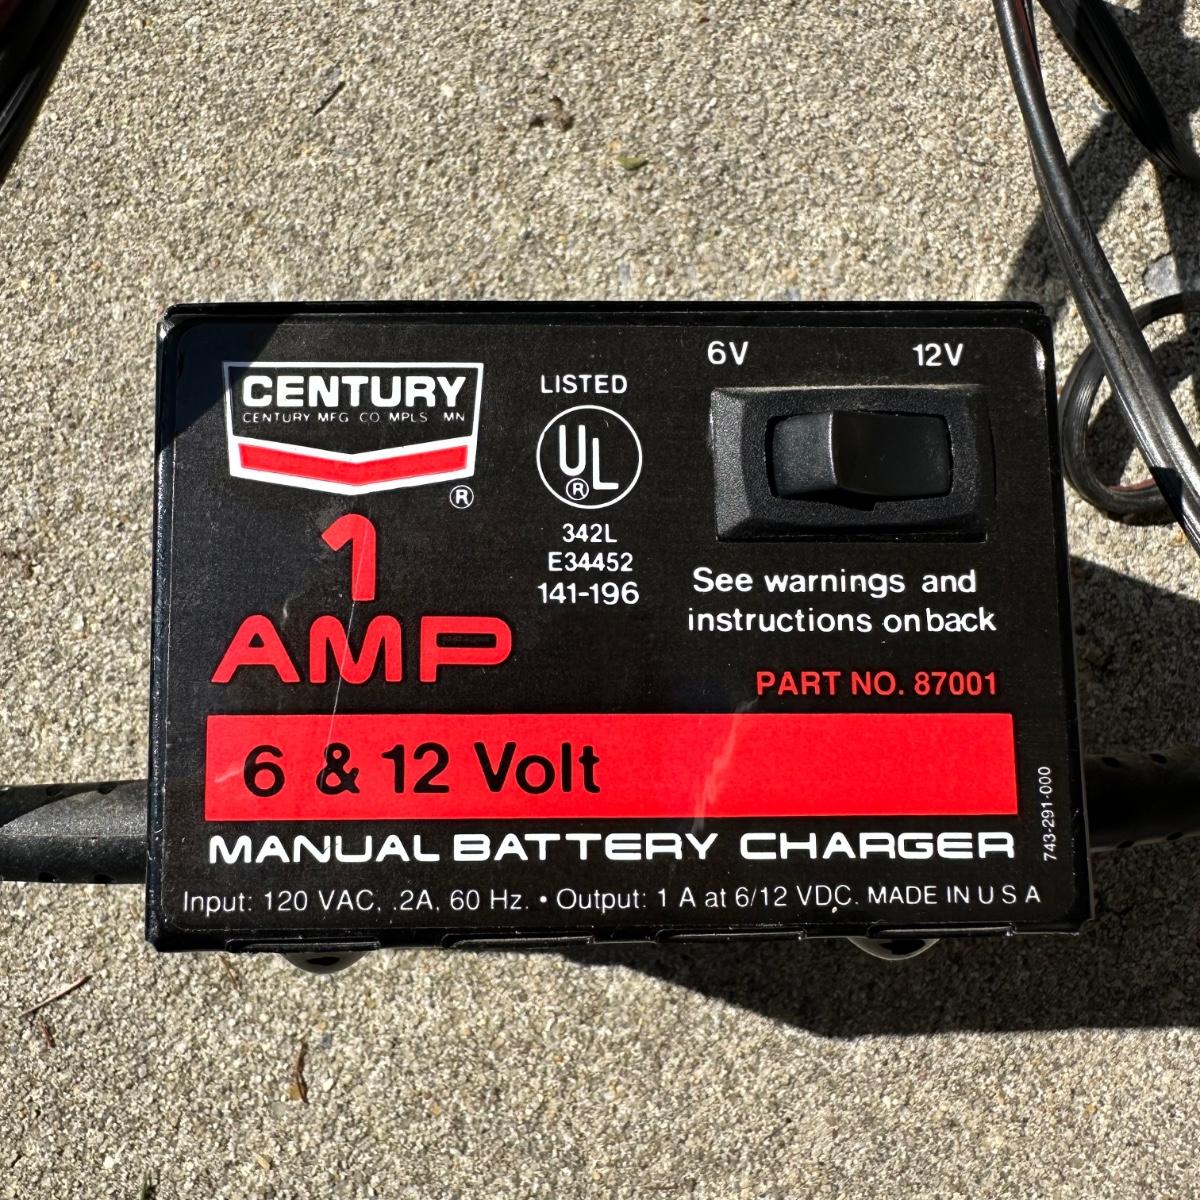 CENTURY
CENTURY MFG CO MPLS MN
®
1
AMP
LISTED
UL
®
342L
E34452
141-196
6V 12V
See warnings and
instructions on back
PART NO. 87001
6 & 12 Volt
MANUAL BATTERY CHARGER
743-291-000
Input: 120 VAC, .2A, 60 Hz. • Output: 1 A at 6/12 VDC. MADE IN U S A